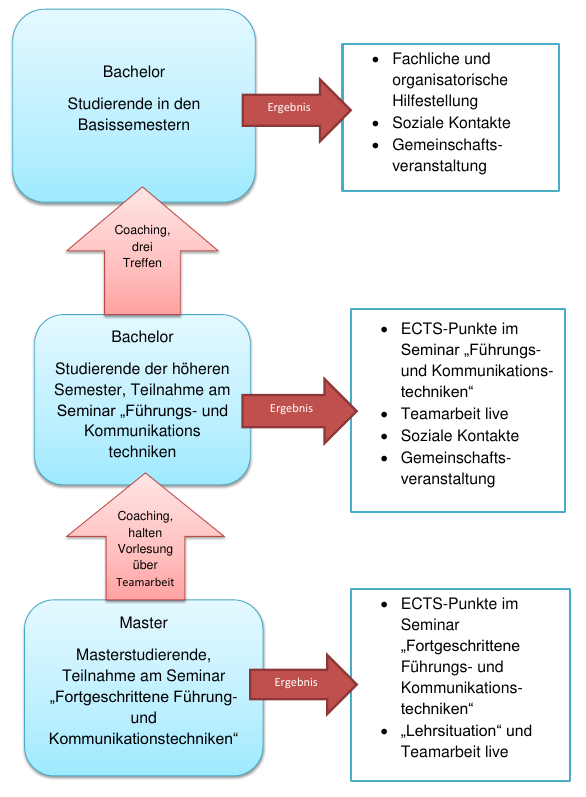 Bachelor
Studierende in den
Basissemestern
Ergebnis
• Fachliche und
organisatorische
Hilfestellung
• Soziale Kontakte
• Gemeinschafts-
veranstaltung
Coaching,
drei
Treffen
Bachelor
Studierende der höheren
Semester, Teilnahme am
Seminar „Führungs- und
Kommunikations
techniken
Ergebnis
• ECTS-Punkte im
Seminar „Führungs-
und Kommunikations-
techniken“
• Teamarbeit live
• Soziale Kontakte
• Gemeinschafts-
veranstaltung
Coaching,
halten
Vorlesung
über
Teamarbeit
Master
Masterstudierende,
Teilnahme am Seminar
„Fortgeschrittene Führung-
und
Kommunikationstechniken“
Ergebnis
• ECTS-Punkte im
Seminar
„Fortgeschrittene
Führungs- und
Kommunikations-
techniken“
• „Lehrsituation“ und
Teamarbeit live